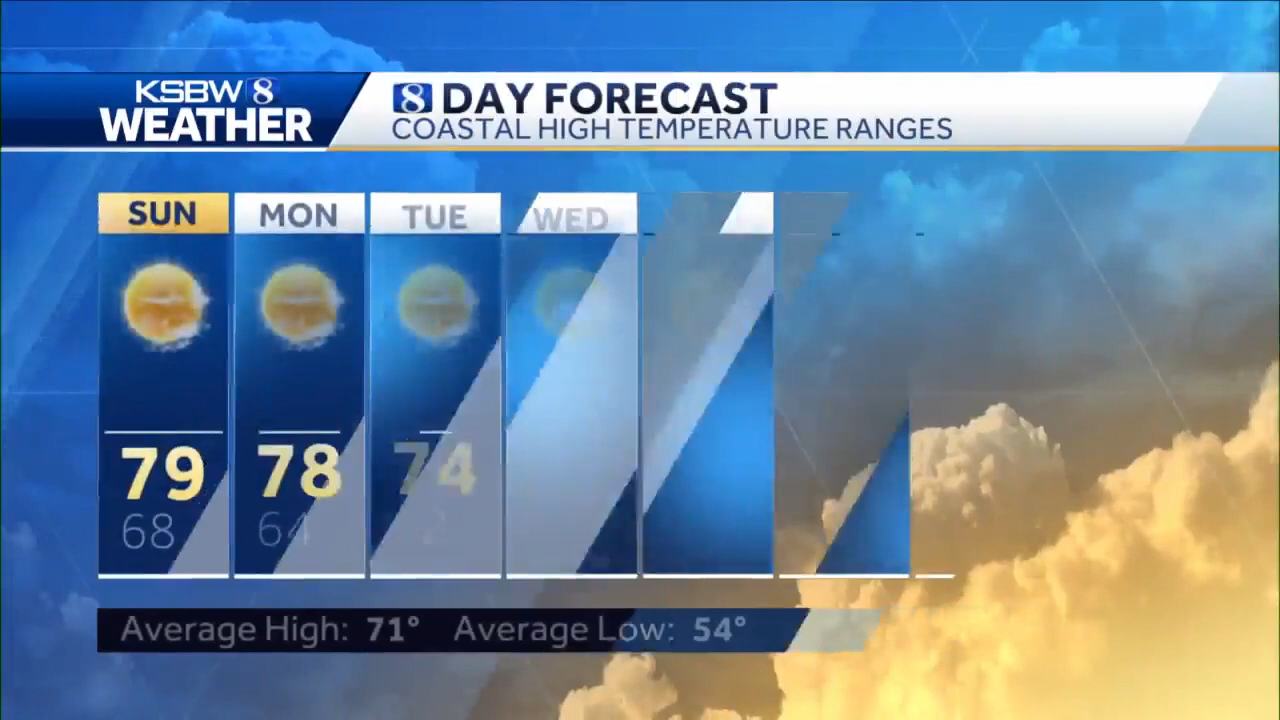 KSBW 8
WEATHER
8 DAY FORECAST
COASTAL HIGH TEMPERATURE RANGES
SUN MON TUE WED
79 78 74
68 64
Average High: 71° Average Low: 54°